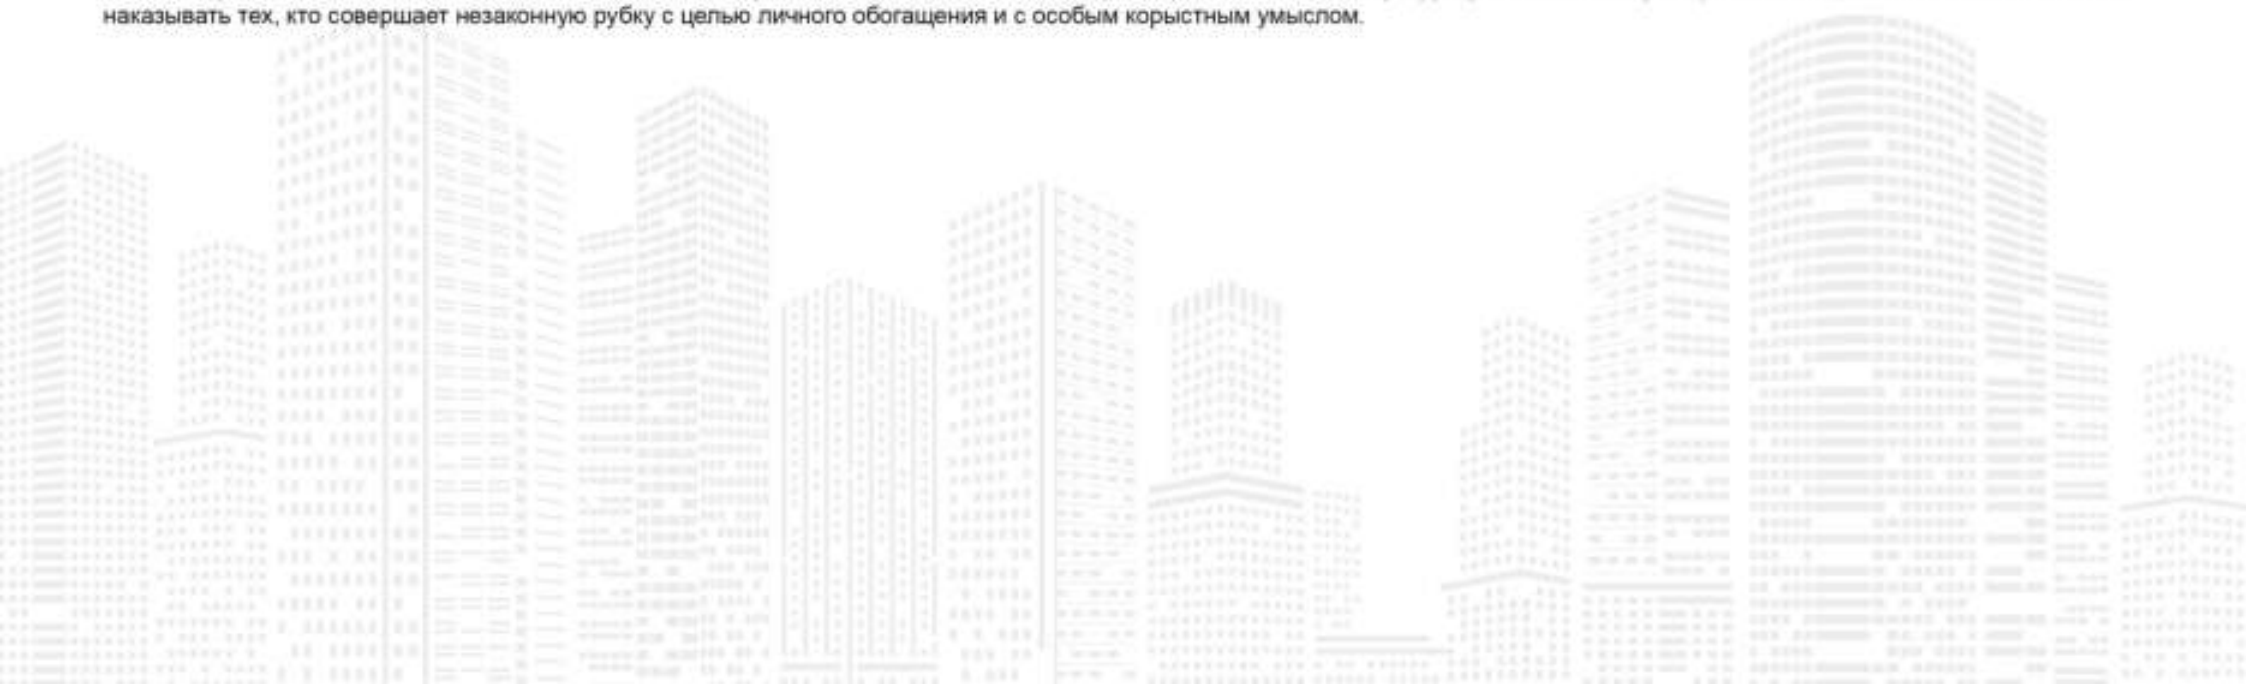 наказывать тех, кто совершает незаконную рубку с целью личного обогащения и с особым корыстным умыслом.